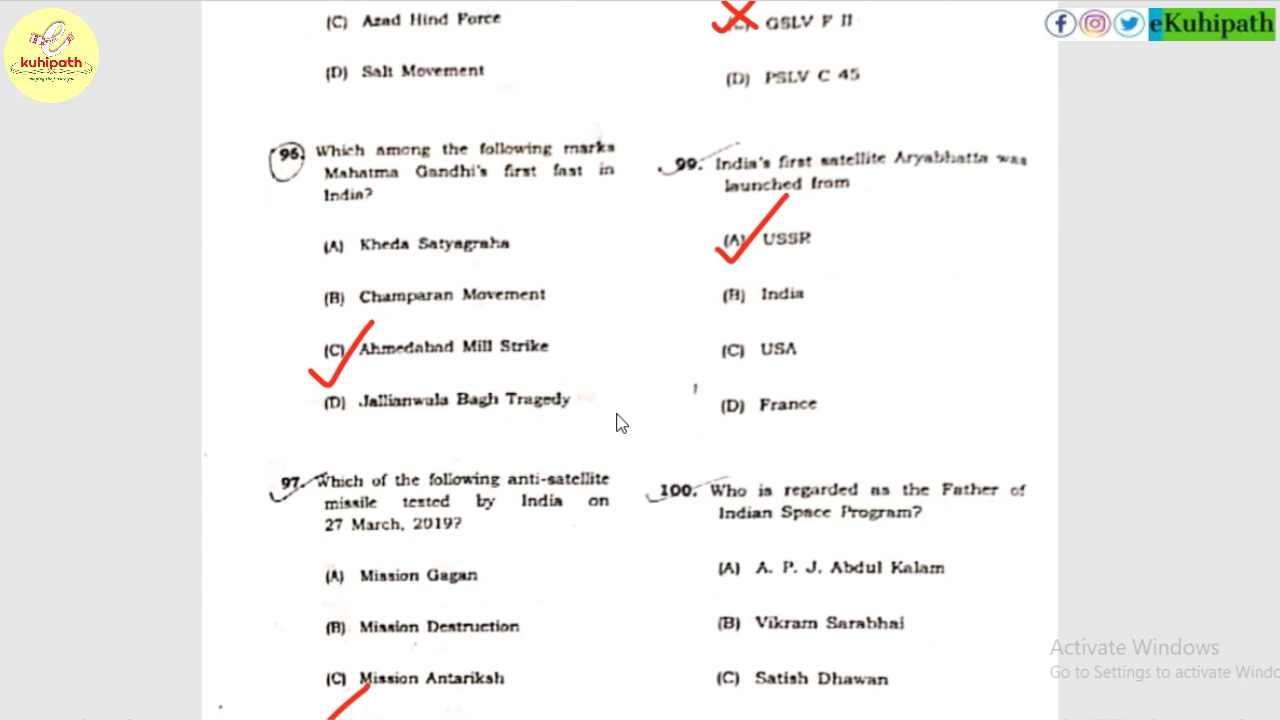 kuhipath
eKuhipath
(C) Azad Hind Force
(D) Salt Movement
96. Which among the following marks
Mahatma Gandhi's first fast in
India?
(A) Kheda Satyagraha
(B) Champaran Movement
(C) Ahmedabad Mill Strike
(D) Jallianwula Bagh Tragedy
97. Which of the following anti-satellite
missile tested by India on
27 March, 2019?
(A) Mission Gagan
(B) Mission Destruction
(C) Mission Antariksh
GSLV F II
(D) PSLV C 45
99. India's first satellite Aryabhatta was
launched from
(A) USSR
(B) India
(C) USA
(D) France
100. Who is regarded as the Father of
Indian Space Program?
(A) A. P. J. Abdul Kalam
(B) Vikram Sarabhai
(C) Satish Dhawan
Activate Windows
Go to Settings to activate Windo